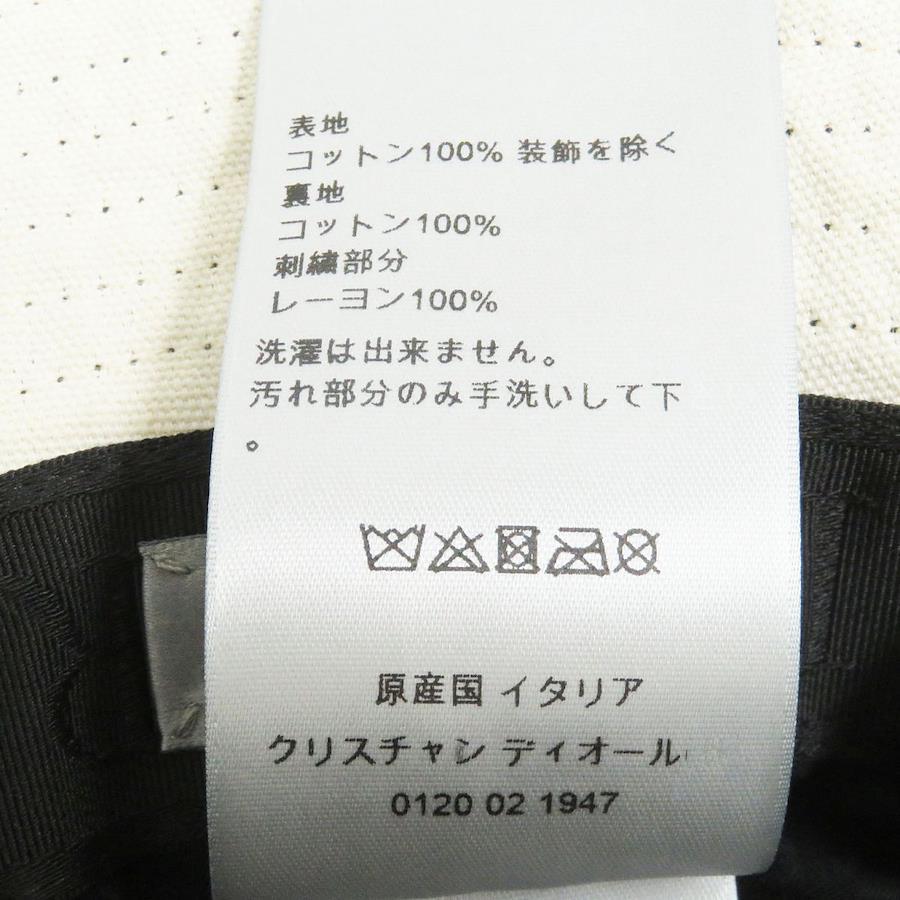 表地
コットン100% 装飾を除く
裏地
コットン100%
刺繍部分
レーヨン100%
洗濯は出来ません。
汚れ部分のみ手洗いして下
。
原産国 イタリア
クリスチャン ディオール
0120 02 1947